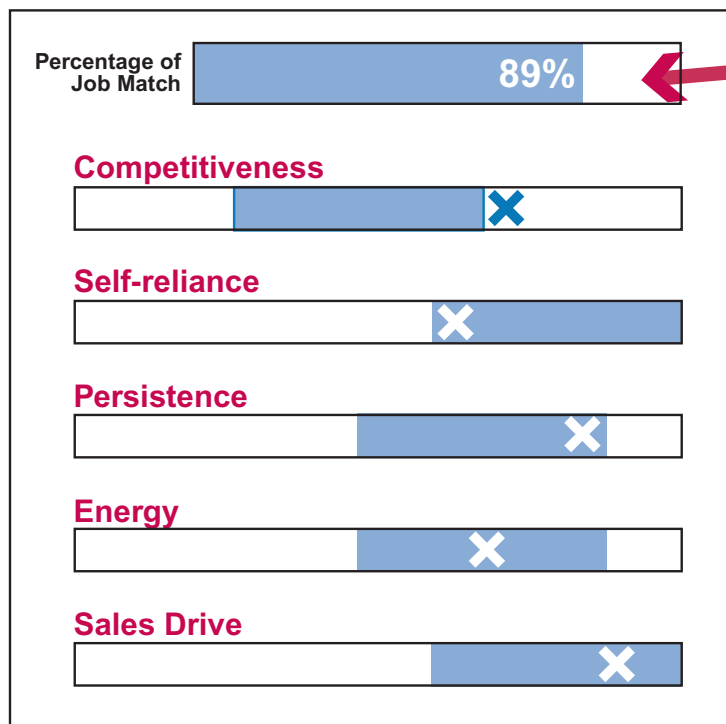 Percentage of
Job Match
89%
Competitiveness
Self-reliance
Persistence
Energy
Sales Drive